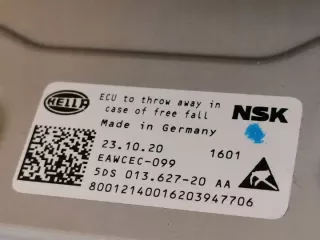 HELLA
ECU to throw away in
case of free fall
NSK
Made in Germany
23.10.20 1601
EAWCEC-099
5DS 013.627-20 AA
80012140016203947706